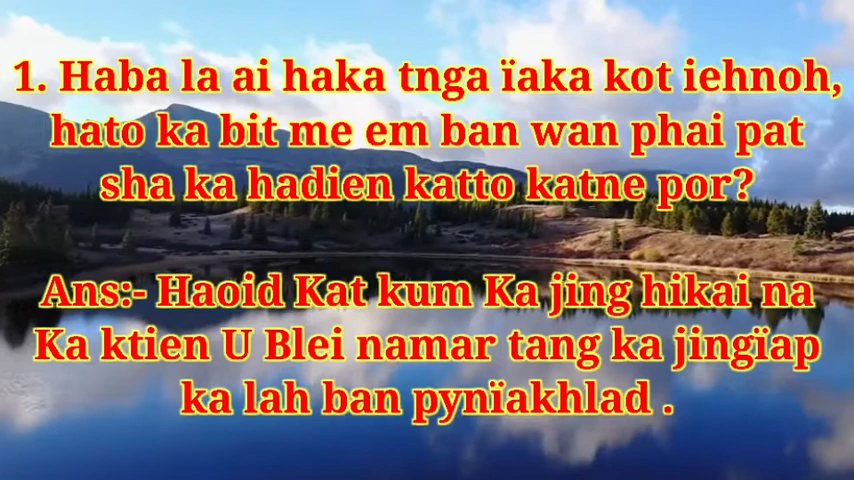 1. Haba la ai haka tnga ïaka kot iehnoh,
hato ka bit me em ban wan phai pat
sha ka hadien katto katne por?
Ans:- Haoid Kat kum Ka jing hikai na
Ka ktien U Blei namar tang ka jingïap
ka lah ban pynïakhlad .